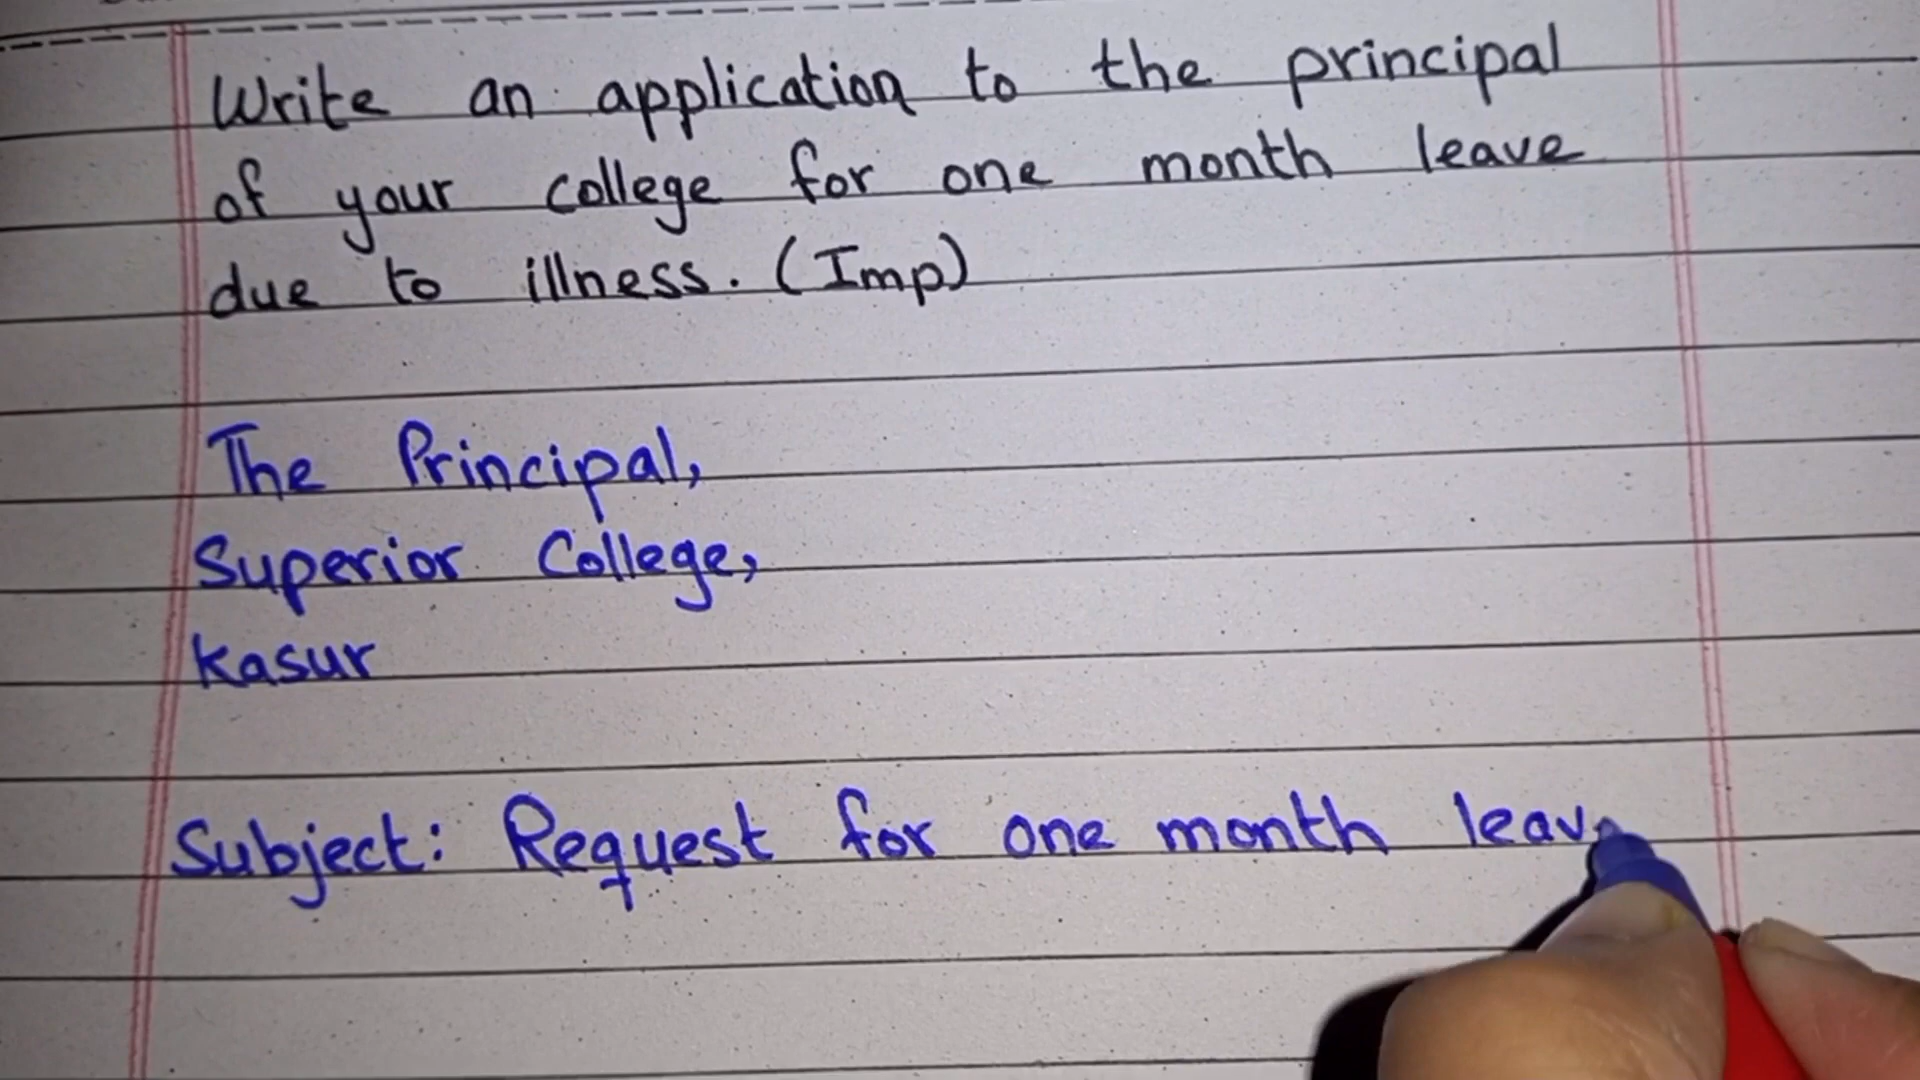 Write an application to the principal
of your college for one month leave
due to illness. (Imp)
The Principal,
Superior College,
Kasur
Subject: Request for one month leave